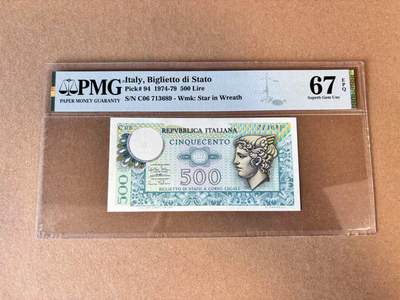 PMG
PAPER MONEY GUARANTY
Italy, Biglietto di Stato
Pick# 94 1974-79 500 Lire
S/N C06 713689 - Wmk: Star in Wreath
67 EPQ
Superb Gem Unc
REPVBBLICA ITALIANA
CINQUECENTO
500
500
BIGLIETTO DI STATO A CORSO LEGALE